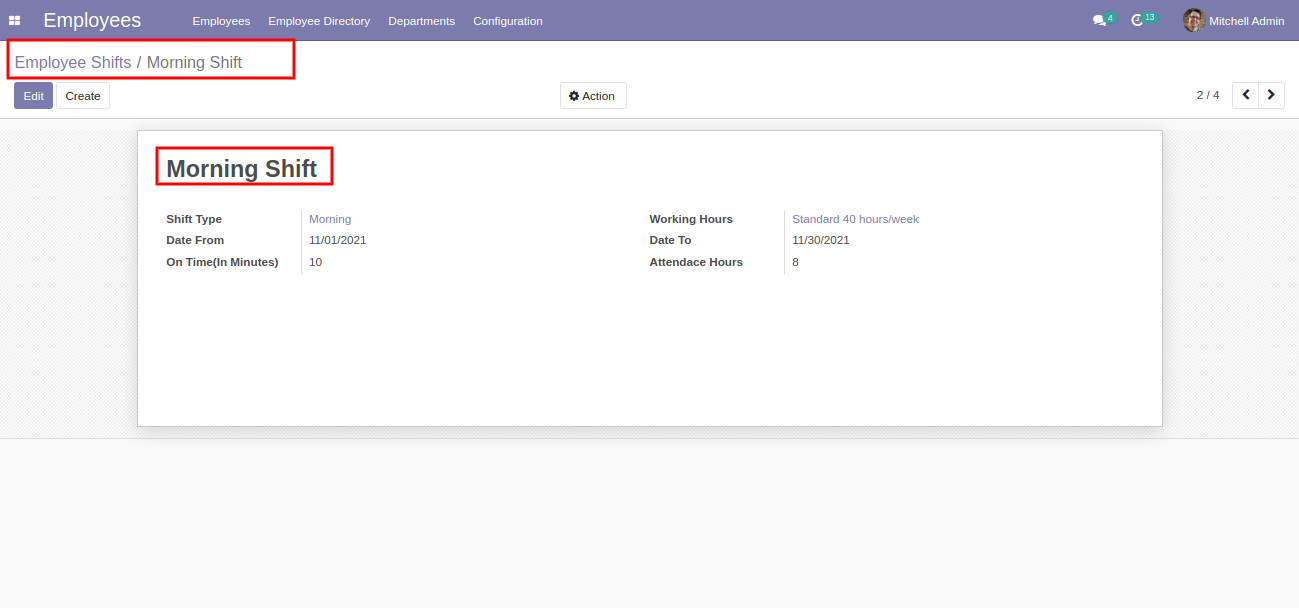 Employees Employees Employee Directory Departments Configuration 4 13 Mitchell Admin
Employee Shifts / Morning Shift
Edit Create Action 2 / 4
Morning Shift
Shift Type Morning Working Hours Standard 40 hours/week
Date From 11/01/2021 Date To 11/30/2021
On Time(In Minutes) 10 Attendace Hours 8